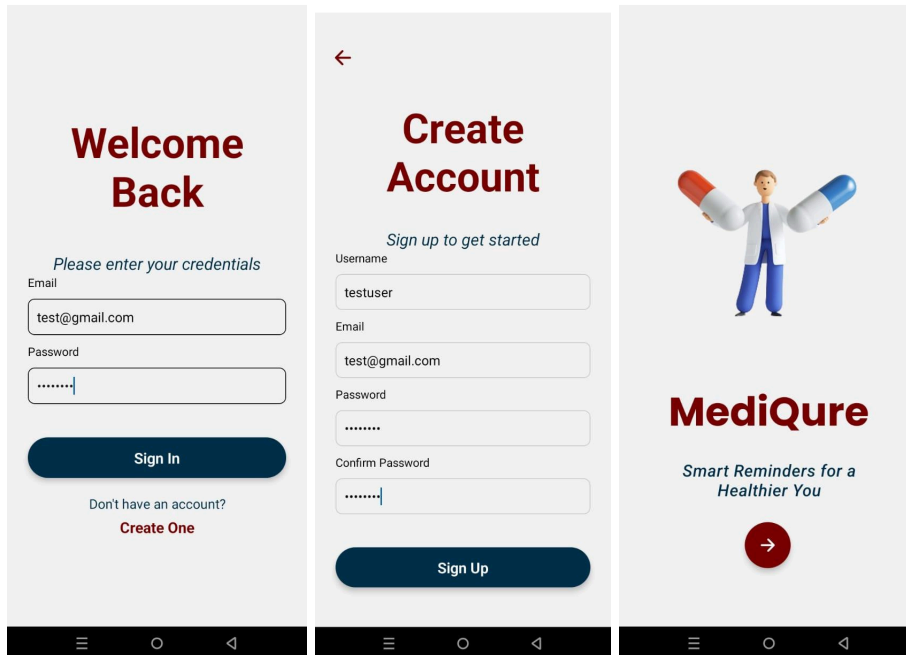 Welcome
Back
Please enter your credentials
Email
test@gmail.com
Password
••••••••
Sign In
Don't have an account?
Create One
Create
Account
Sign up to get started
Username
testuser
Email
test@gmail.com
Password
••••••••
Confirm Password
••••••••
Sign Up
MediQure
Smart Reminders for a
Healthier You